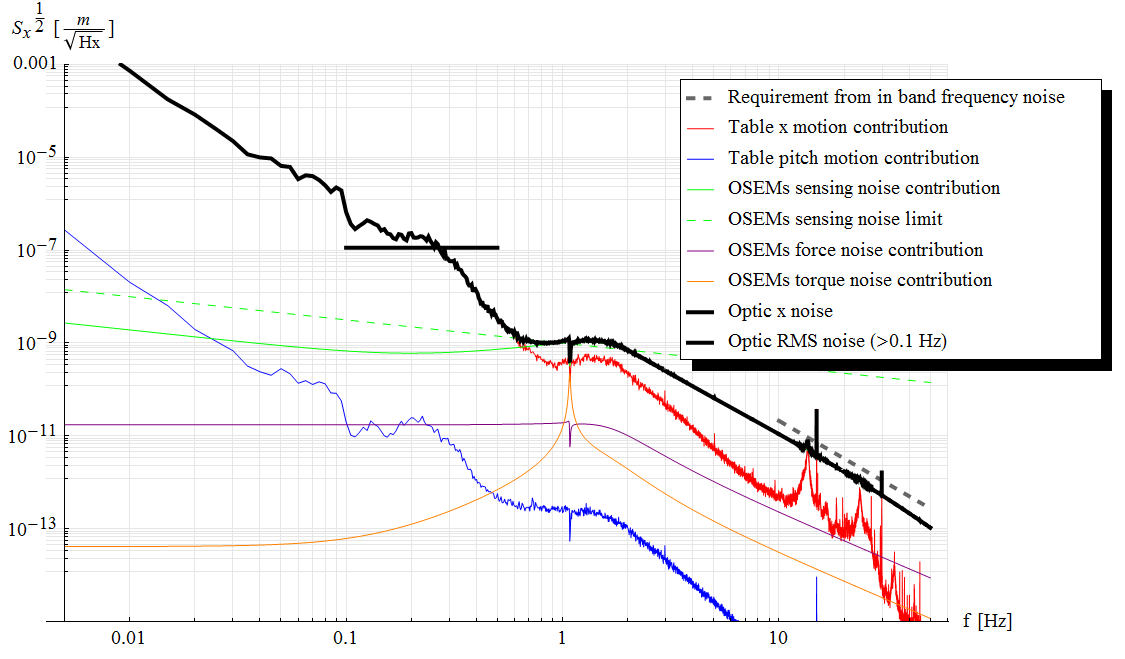 S_x^{1/2} [ m/√Hx ]
0.001
10^-5
10^-7
10^-9
10^-11
10^-13
Requirement from in band frequency noise
Table x motion contribution
Table pitch motion contribution
OSEMs sensing noise contribution
OSEMs sensing noise limit
OSEMs force noise contribution
OSEMs torque noise contribution
Optic x noise
Optic RMS noise (>0.1 Hz)
0.01 0.1 1 10 f [Hz]